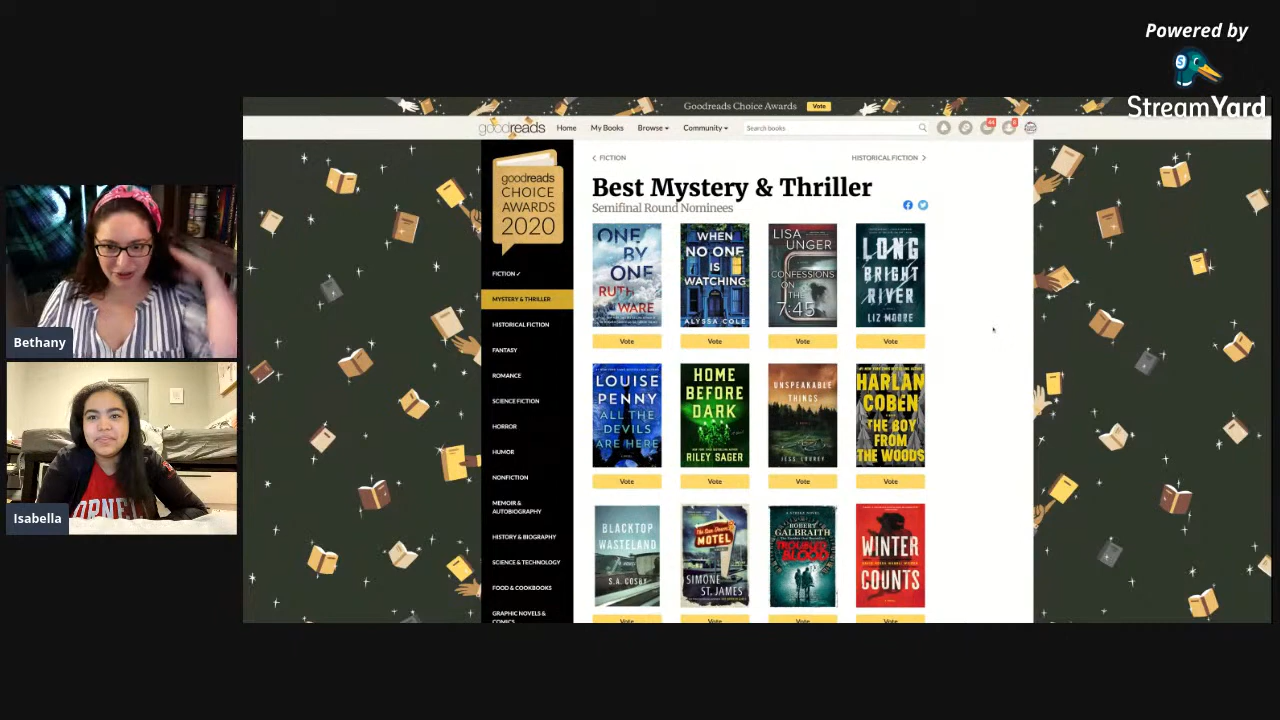 Powered by
StreamYard
Goodreads Choice Awards Vote
goodreads Home My Books Browse Community Search books
goodreads
CHOICE
AWARDS
2020
FICTION ✓
MYSTERY & THRILLER
HISTORICAL FICTION
FANTASY
ROMANCE
SCIENCE FICTION
HORROR
HUMOR
NONFICTION
MEMOIR &
AUTOBIOGRAPHY
HISTORY & BIOGRAPHY
SCIENCE & TECHNOLOGY
FOOD & COOKBOOKS
GRAPHIC NOVELS &
COMICS
FICTION HISTORICAL FICTION
Best Mystery & Thriller
Semifinal Round Nominees
ONE
BY
ONE
RUTH
WARE
WHEN
NO ONE
IS
WATCHING
ALYSSA COLE
LISA
UNGER
CONFESSIONS
ON
THE
7:45
LONG
BRIGHT
RIVER
LIZ MOORE
Vote Vote Vote Vote
LOUISE
PENNY
ALL THE
DEVILS
ARE HERE
HOME
BEFORE
DARK
RILEY SAGER
UNSPEAKABLE
THINGS
JESS LOUREY
HARLAN
COBEN
THE BOY
FROM
THE WOODS
Vote Vote Vote Vote
BLACKTOP
WASTELAND
S.A. COSBY
The Sun Down
MOTEL
SIMONE
ST. JAMES
ROBERT
GALBRAITH
TROUBLED
BLOOD
WINTER
COUNTS
Vote Vote Vote Vote
Bethany
Isabella